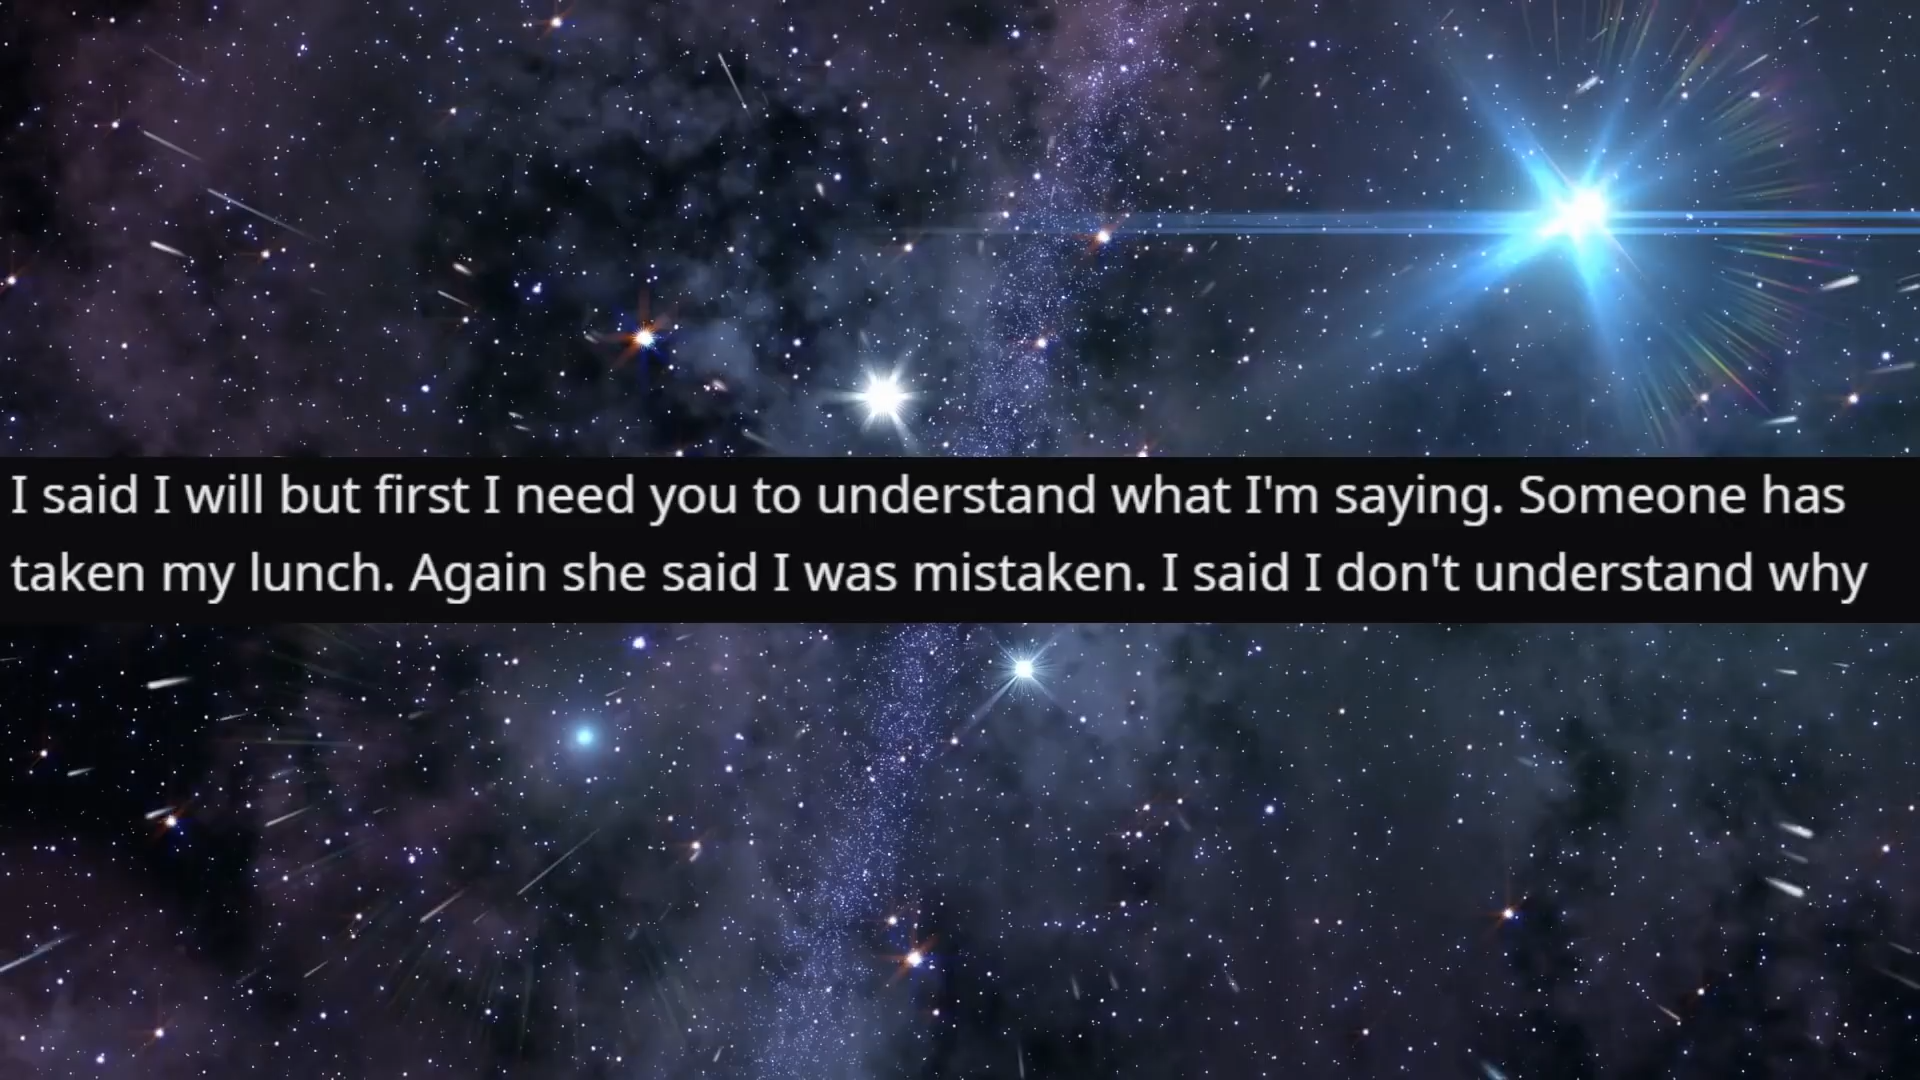 I said I will but first I need you to understand what I'm saying. Someone has
taken my lunch. Again she said I was mistaken. I said I don't understand why